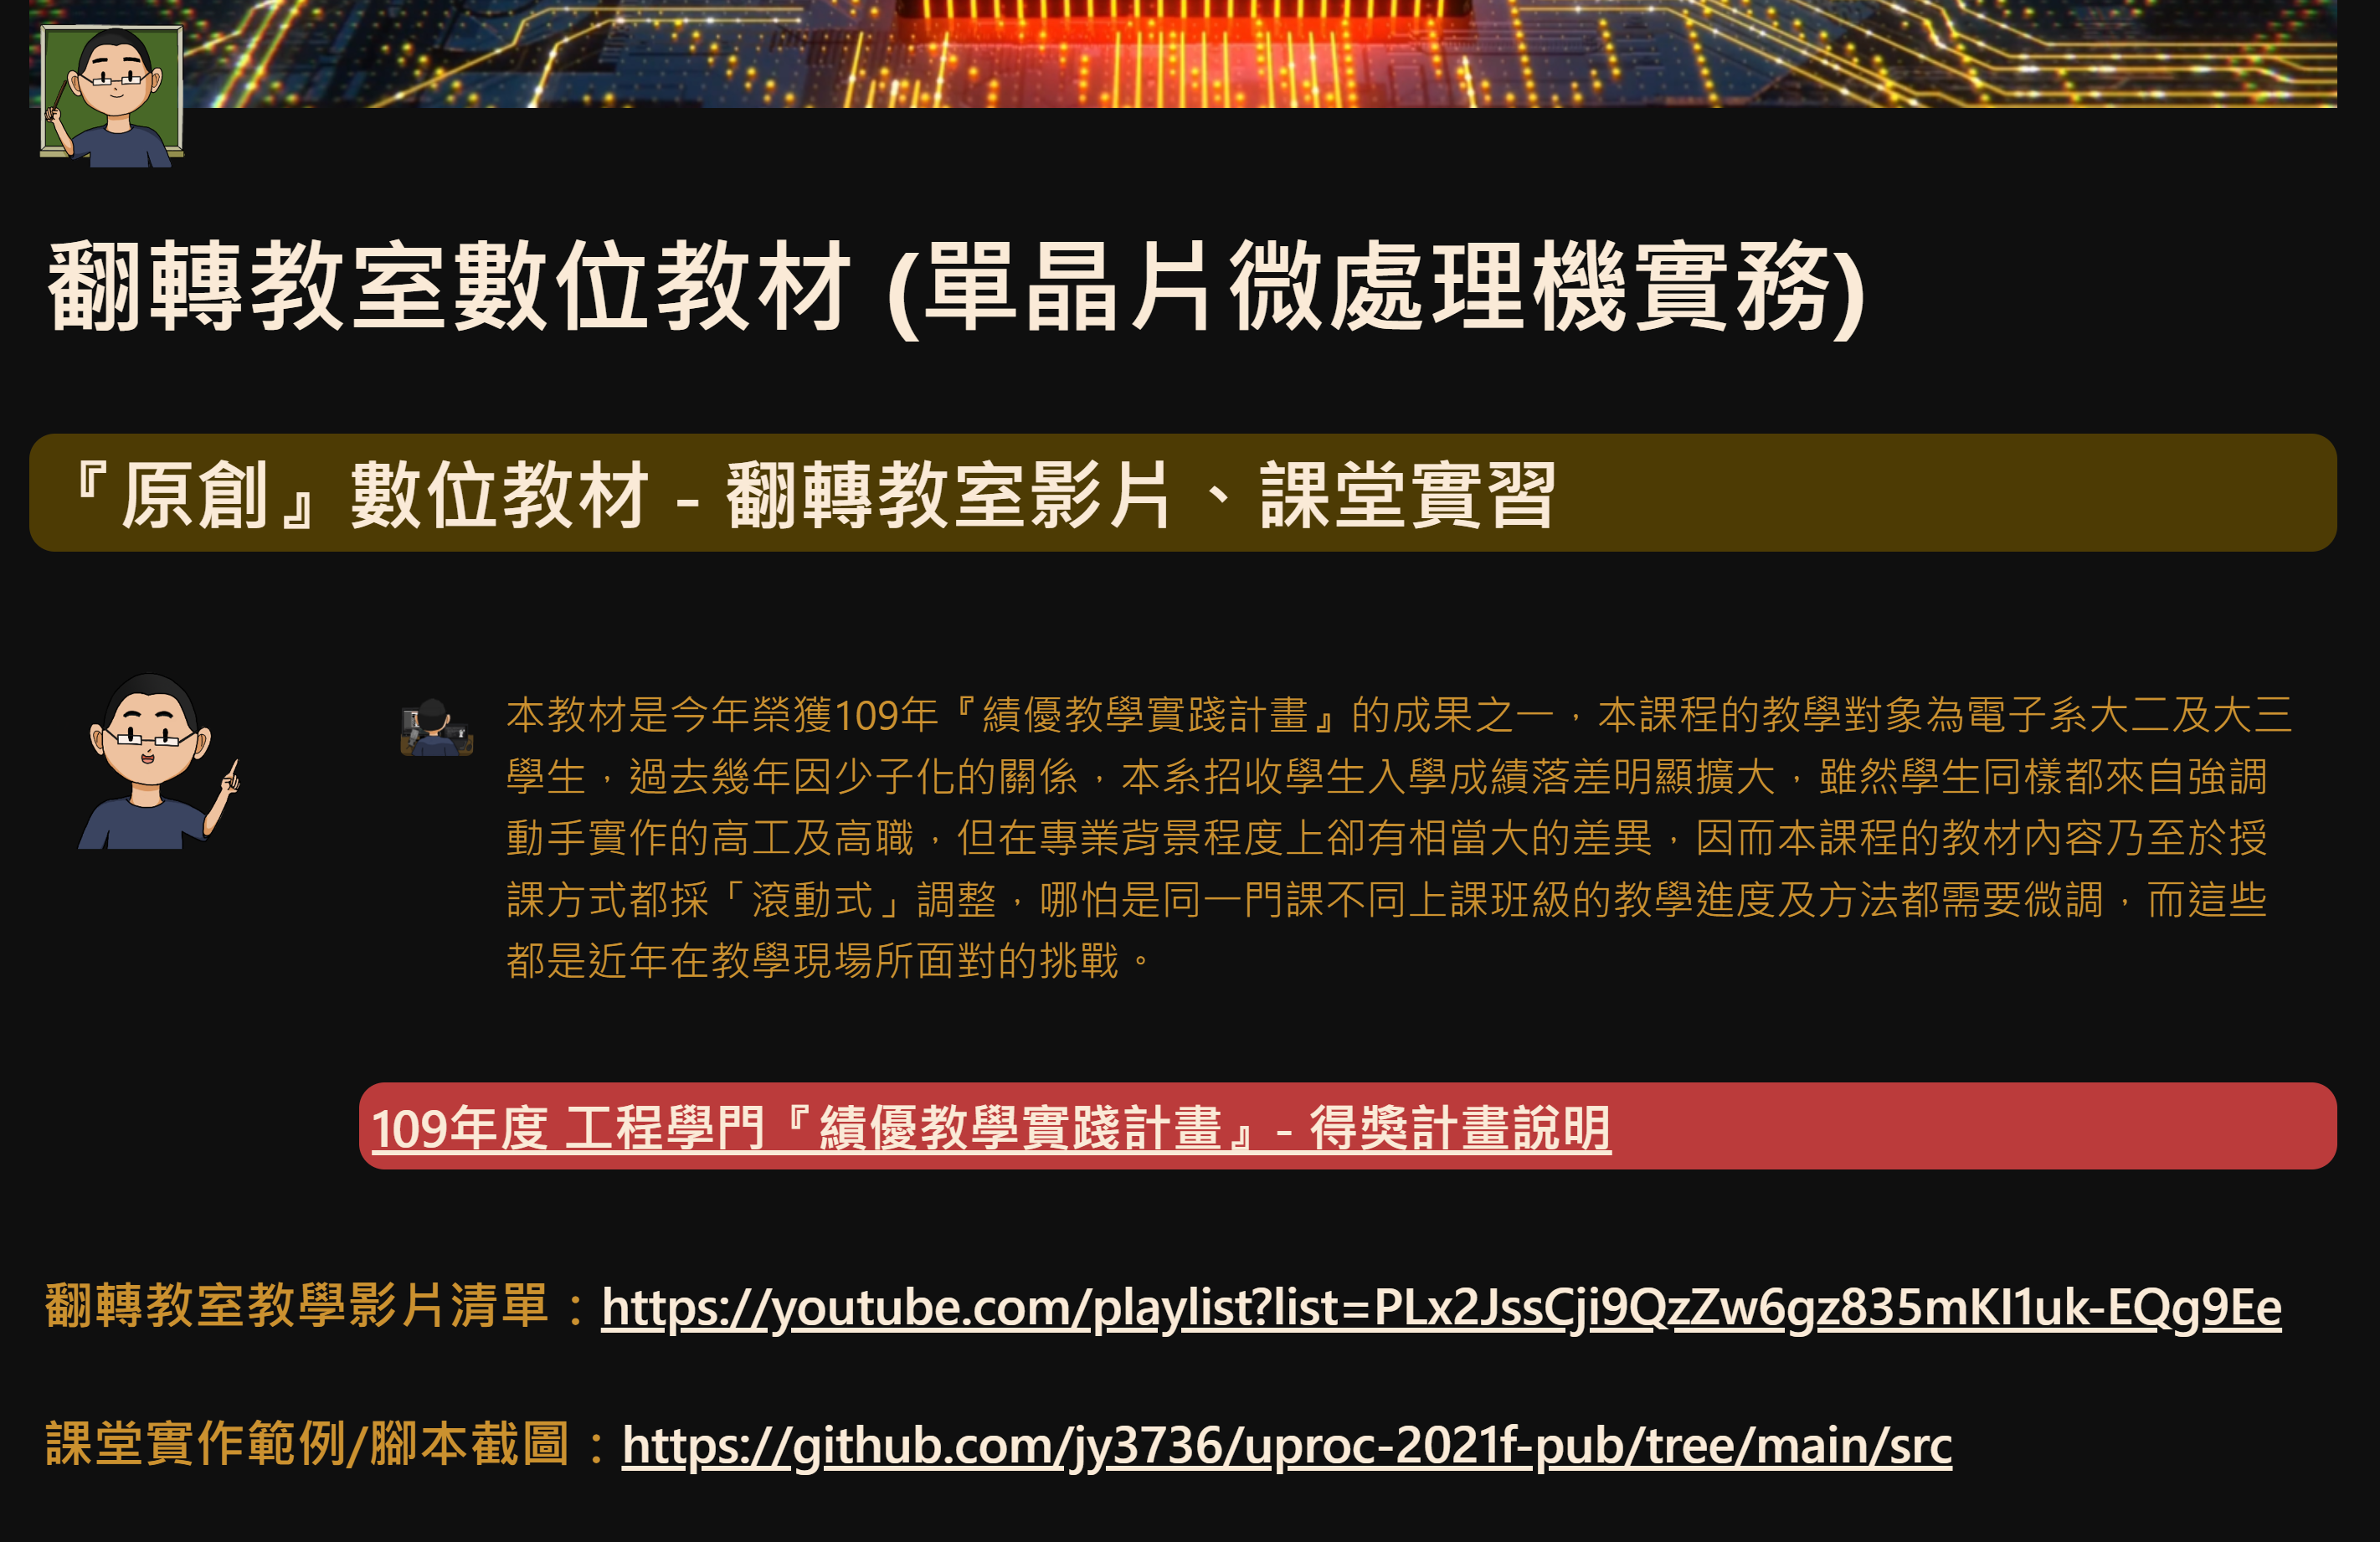 翻轉教室數位教材 (單晶片微處理機實務)
『原創』數位教材 - 翻轉教室影片、課堂實習
本教材是今年榮獲109年『績優教學實踐計畫』的成果之一，本課程的教學對象為電子系大二及大三
學生，過去幾年因少子化的關係，本系招收學生入學成績落差明顯擴大，雖然學生同樣都來自強調
動手實作的高工及高職，但在專業背景程度上卻有相當大的差異，因而本課程的教材內容乃至於授
課方式都採「滾動式」調整，哪怕是同一門課不同上課班級的教學進度及方法都需要微調，而這些
都是近年在教學現場所面對的挑戰。
109年度 工程學門『績優教學實踐計畫』- 得獎計畫說明
翻轉教室教學影片清單：https://youtube.com/playlist?list=PLx2JssCji9QzZw6gz835mKI1uk-EQg9Ee
課堂實作範例/腳本截圖：https://github.com/jy3736/uproc-2021f-pub/tree/main/src